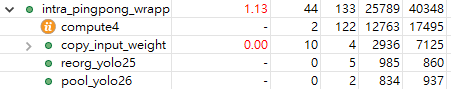 intra_pingpong_wrapp 1.13 44 133 25789 40348
compute4 - 2 122 12763 17495
copy_input_weight 0.00 10 4 2936 7125
reorg_yolo25 - 0 5 985 860
pool_yolo26 - 0 2 834 937